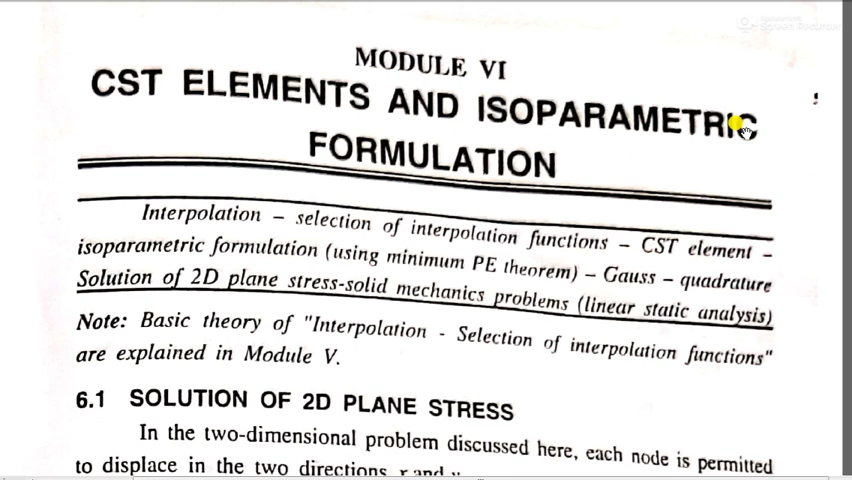 MODULE VI
CST ELEMENTS AND ISOPARAMETRIC
FORMULATION
Interpolation – selection of interpolation functions – CST element –
isoparametric formulation (using minimum PE theorem) – Gauss – quadrature
Solution of 2D plane stress-solid mechanics problems (linear static analysis)
Note: Basic theory of "Interpolation - Selection of interpolation functions"
are explained in Module V.
6.1 SOLUTION OF 2D PLANE STRESS
In the two-dimensional problem discussed here, each node is permitted
to displace in the two directions x and y